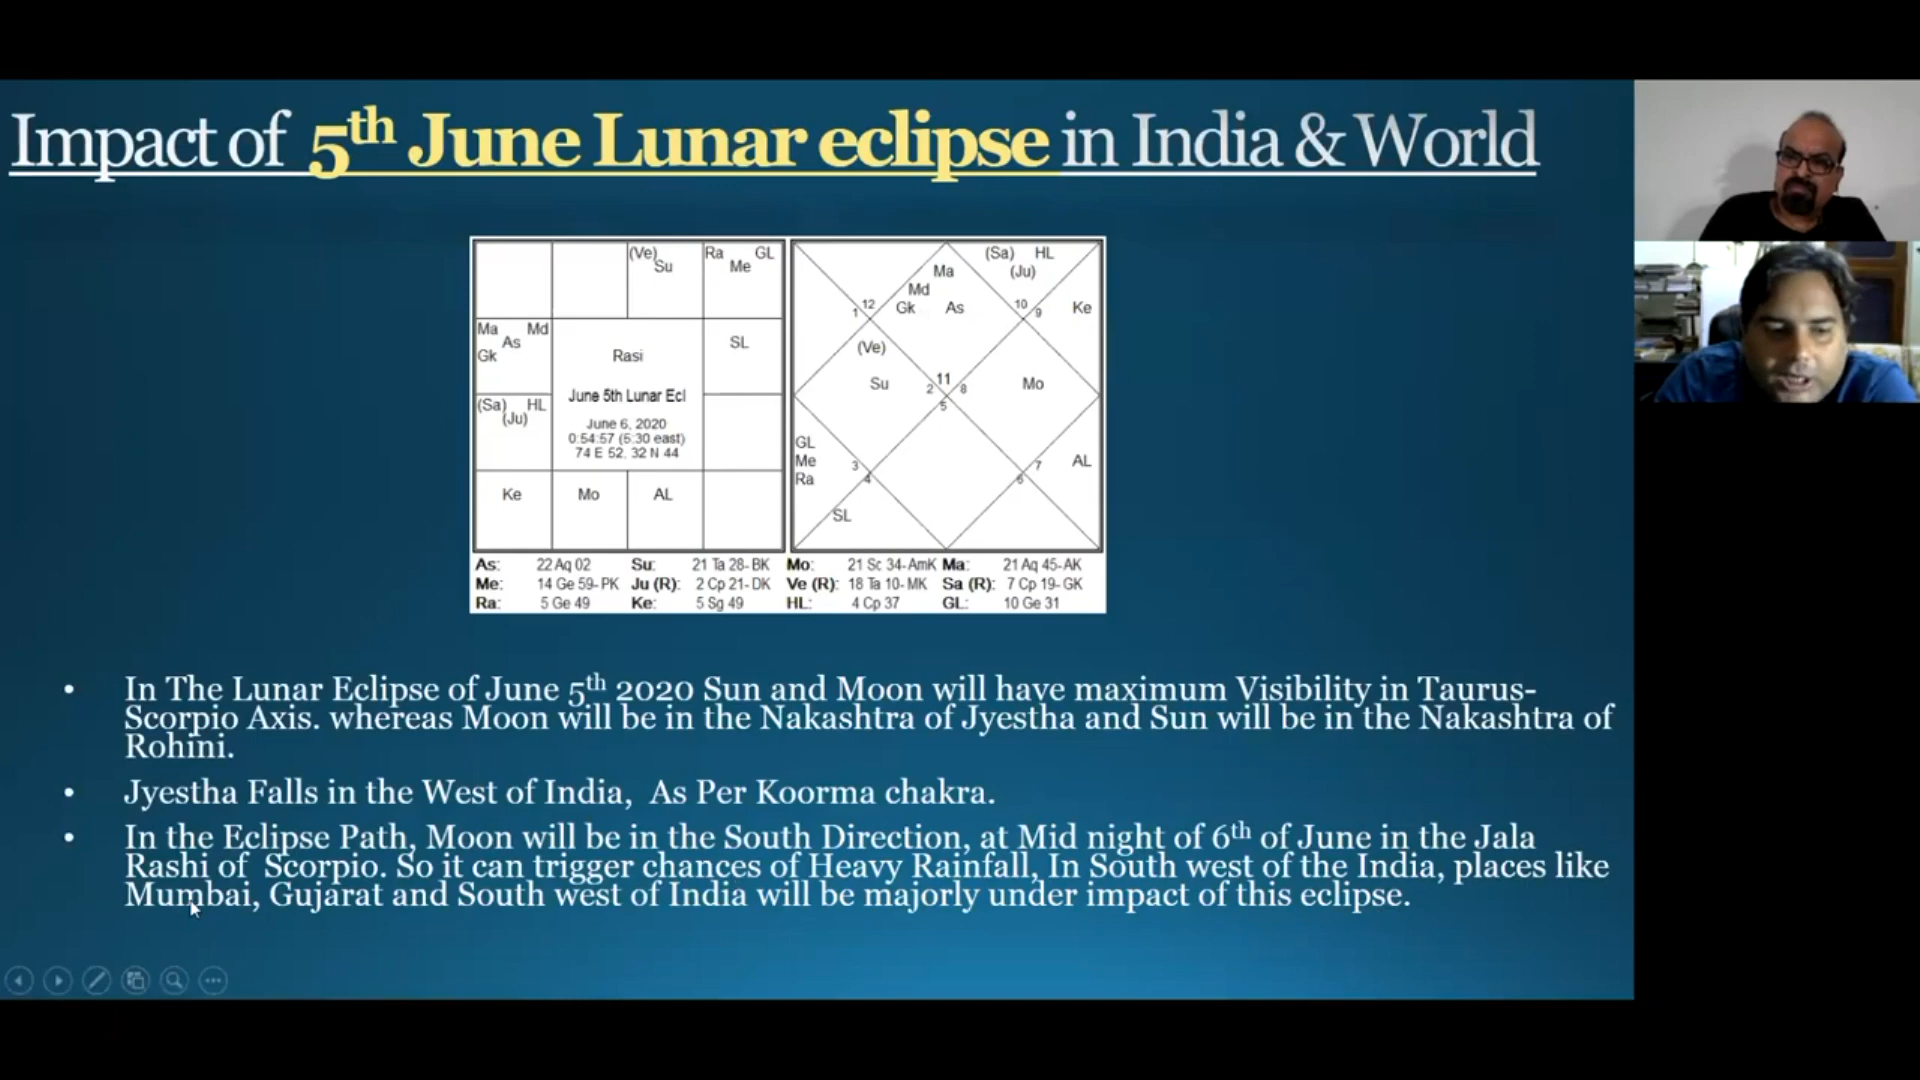 Impact of 5th June Lunar eclipse in India & World
(Ve) Su
Ra GL
Me
Ma Md
As
Gk
Rasi
SL
June 5th Lunar Ecl
June 6, 2020
0:54:57 (5:30 east)
74 E 52, 32 N 44
(Sa) HL
(Ju)
Ke Mo AL
(Sa) HL
(Ju)
Ma
Md
Gk As
12
1
10
9
Ke
(Ve)
Su
11
2 8
5
Mo
GL
Me
Ra
3
4
7
6
AL
SL
As: 22 Aq 02 Su: 21 Ta 28- BK Mo: 21 Sc 34-AmK Ma: 21 Aq 45-AK
Me: 14 Ge 59- PK Ju (R): 2 Cp 21- DK Ve (R): 18 Ta 10- MK Sa (R): 7 Cp 19- GK
Ra: 5 Ge 49 Ke: 5 Sg 49 HL: 4 Cp 37 GL: 10 Ge 31
• In The Lunar Eclipse of June 5th 2020 Sun and Moon will have maximum Visibility in Taurus-
Scorpio Axis. whereas Moon will be in the Nakashtra of Jyestha and Sun will be in the Nakashtra of
Rohini.
• Jyestha Falls in the West of India, As Per Koorma chakra.
• In the Eclipse Path, Moon will be in the South Direction, at Mid night of 6th of June in the Jala
Rashi of Scorpio. So it can trigger chances of Heavy Rainfall, In South west of the India, places like
Mumbai, Gujarat and South west of India will be majorly under impact of this eclipse.